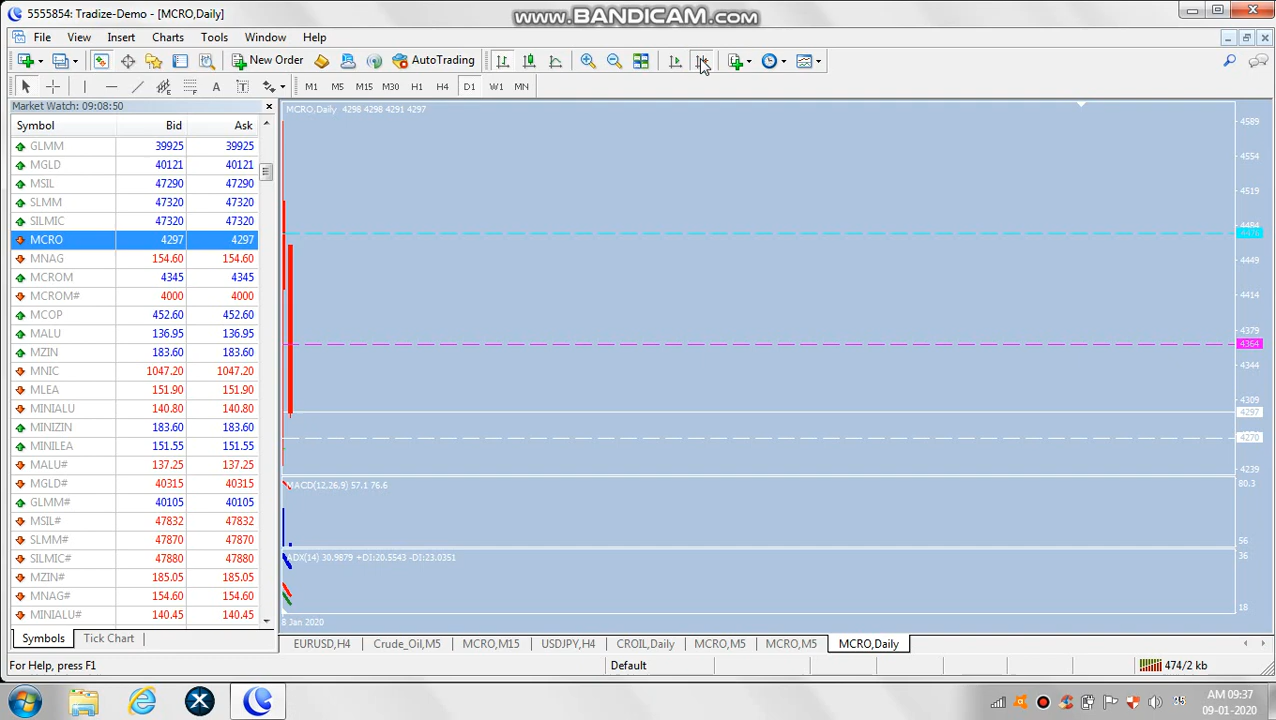 5555854: Tradize-Demo - [MCRO,Daily]
www.BANDICAM.com
File View Insert Charts Tools Window Help
New Order AutoTrading
M1 M5 M15 M30 H1 H4 D1 W1 MN
Market Watch: 09:08:50
Symbol Bid Ask
GLMM 39925 39925
MGLD 40121 40121
MSIL 47290 47290
SLMM 47320 47320
SILMIC 47320 47320
MCRO 4297 4297
MNAG 154.60 154.60
MCROM 4345 4345
MCROM# 4000 4000
MCOP 452.60 452.60
MALU 136.95 136.95
MZIN 183.60 183.60
MNIC 1047.20 1047.20
MLEA 151.90 151.90
MINIALU 140.80 140.80
MINIZIN 183.60 183.60
MINILEA 151.55 151.55
MALU# 137.25 137.25
MGLD# 40315 40315
GLMM# 40105 40105
MSIL# 47832 47832
SLMM# 47870 47870
SILMIC# 47880 47880
MZIN# 185.05 185.05
MNAG# 154.60 154.60
MINIALU# 140.45 140.45
Symbols Tick Chart
MCRO,Daily 4298 4298 4291 4297
4589
4554
4519
4484
4449
4414
4379
4364
4344
4309
4297
4270
4239
MACD(12,26,9) 57.1 76.6
80.3
56
ADX(14) 30.9879 +DI:20.5543 -DI:23.0351
36
18
8 Jan 2020
EURUSD,H4 Crude_Oil,M5 MCRO,M15 USDJPY,H4 CROIL,Daily MCRO,M5 MCRO,M5 MCRO,Daily
For Help, press F1 Default 474/2 kb
AM 09:37
09-01-2020